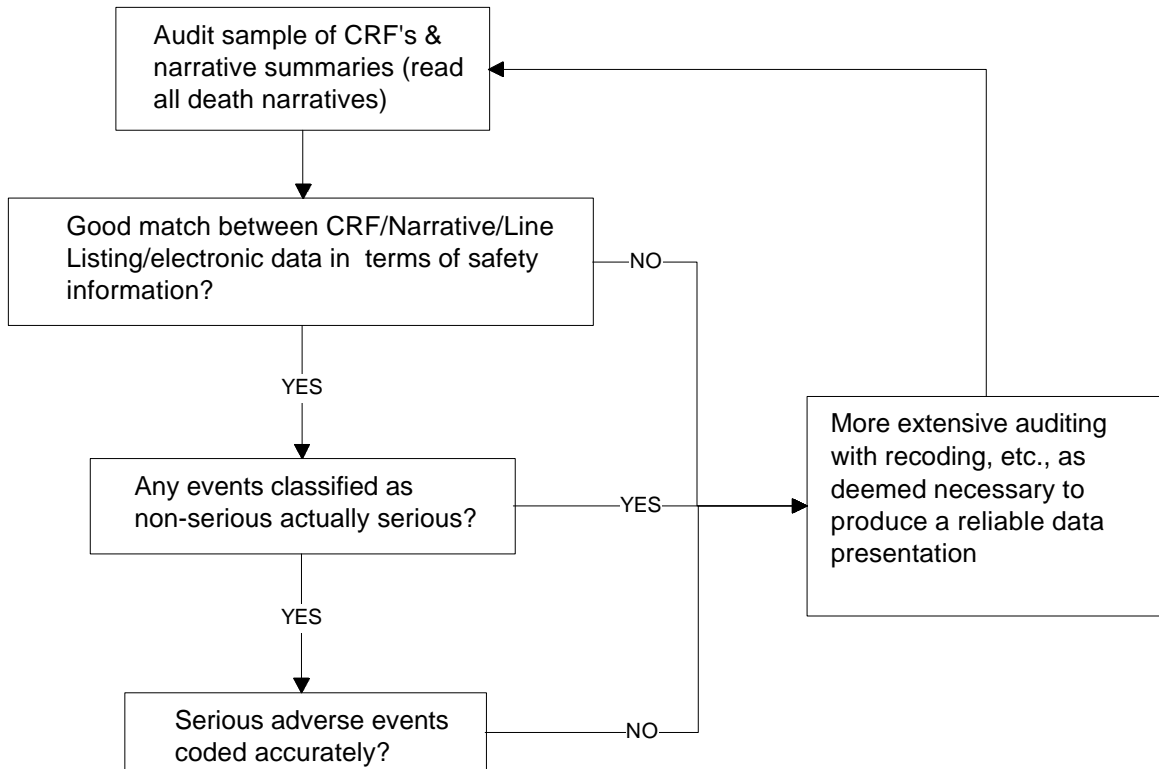 Audit sample of CRF's &
narrative summaries (read
all death narratives)
Good match between CRF/Narrative/Line
Listing/electronic data in terms of safety
information?
NO
YES
More extensive auditing
with recoding, etc., as
deemed necessary to
produce a reliable data
presentation
Any events classified as
non-serious actually serious?
YES
YES
Serious adverse events
coded accurately?
NO